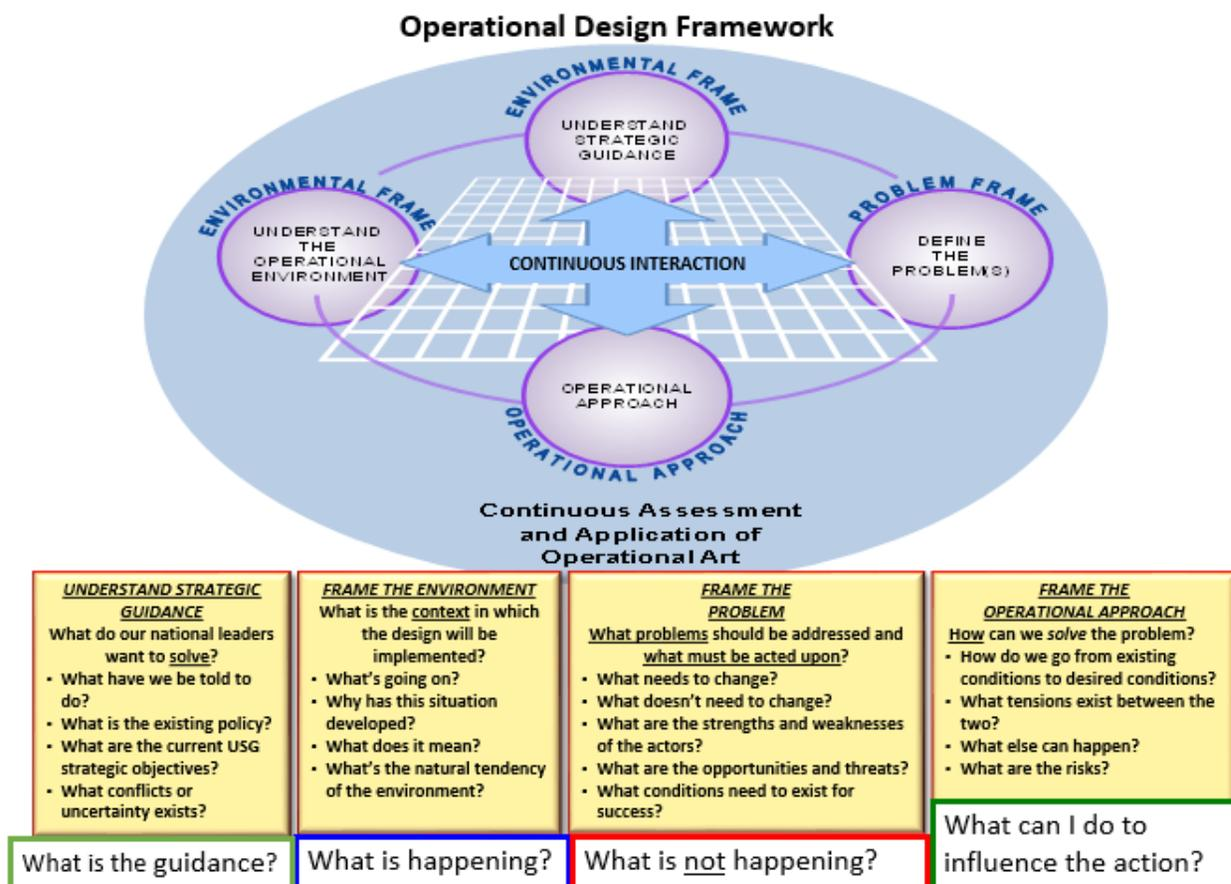 Operational Design Framework
ENVIRONMENTAL FRAME
UNDERSTAND
STRATEGIC
GUIDANCE
ENVIRONMENTAL FRAME
UNDERSTAND
THE
OPERATIONAL
ENVIRONMENT
CONTINUOUS INTERACTION
PROBLEM FRAME
DEFINE
THE
PROBLEM(S)
OPERATIONAL
APPROACH
OPERATIONAL APPROACH
Continuous Assessment
and Application of
Operational Art
UNDERSTAND STRATEGIC
GUIDANCE
What do our national leaders
want to solve?
• What have we be told to
do?
• What is the existing policy?
• What are the current USG
strategic objectives?
• What conflicts or
uncertainty exists?
What is the guidance?
FRAME THE ENVIRONMENT
What is the context in which
the design will be
implemented?
• What's going on?
• Why has this situation
developed?
• What does it mean?
• What's the natural tendency
of the environment?
What is happening?
FRAME THE
PROBLEM
What problems should be addressed and
what must be acted upon?
• What needs to change?
• What doesn't need to change?
• What are the strengths and weaknesses
of the actors?
• What are the opportunities and threats?
• What conditions need to exist for
success?
What is not happening?
FRAME THE
OPERATIONAL APPROACH
How can we solve the problem?
• How do we go from existing
conditions to desired conditions?
• What tensions exist between the
two?
• What else can happen?
• What are the risks?
What can I do to
influence the action?